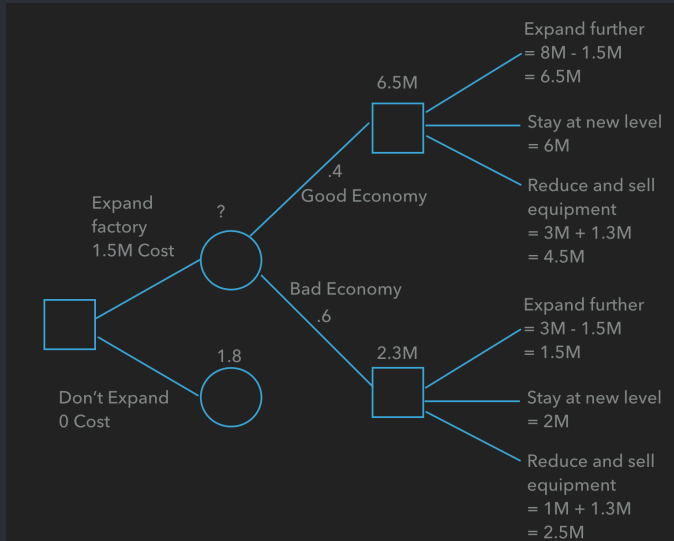 Expand further
= 8M - 1.5M
= 6.5M
6.5M
Stay at new level
= 6M
.4
Good Economy
Reduce and sell
equipment
= 3M + 1.3M
= 4.5M
Expand
factory
1.5M Cost
?
Bad Economy
.6
Expand further
= 3M - 1.5M
= 1.5M
2.3M
1.8
Don't Expand
0 Cost
Stay at new level
= 2M
Reduce and sell
equipment
= 1M + 1.3M
= 2.5M